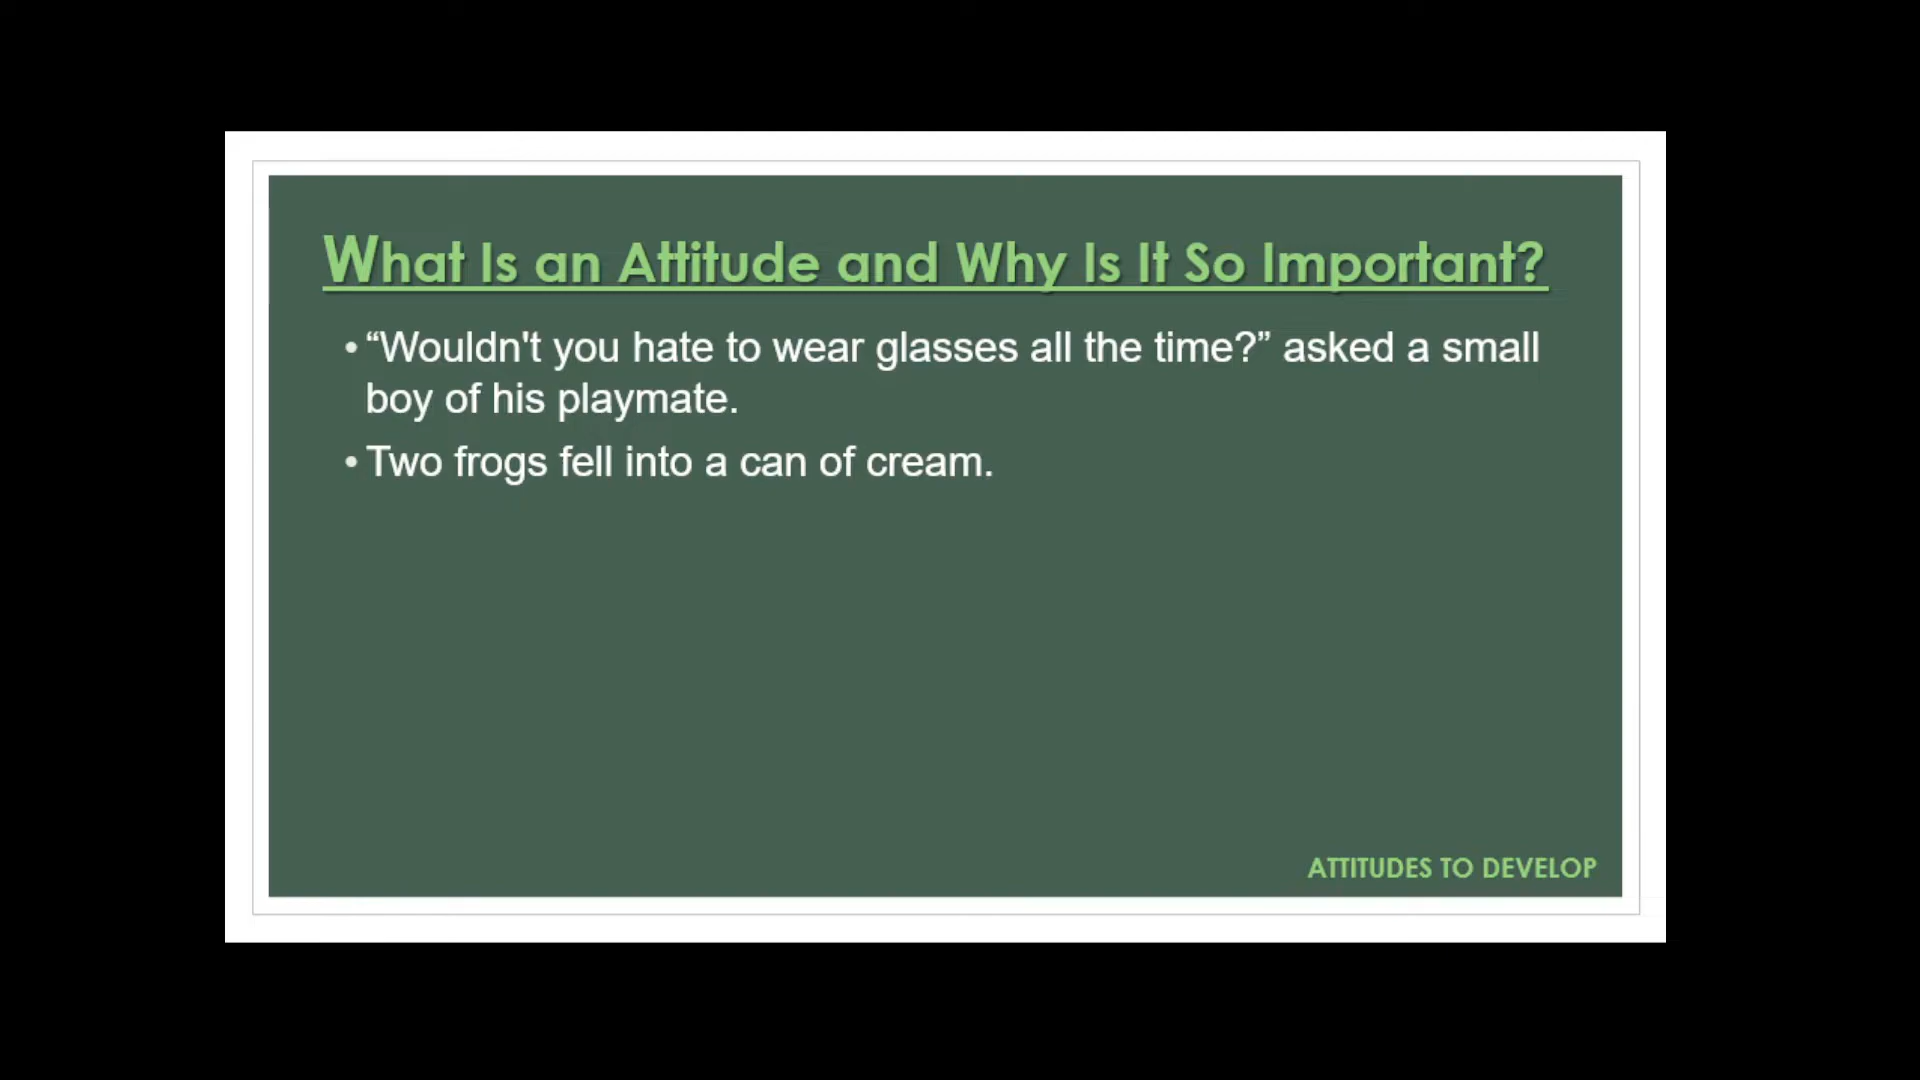 What Is an Attitude and Why Is It So Important?
• “Wouldn't you hate to wear glasses all the time?” asked a small
boy of his playmate.
• Two frogs fell into a can of cream.
ATTITUDES TO DEVELOP